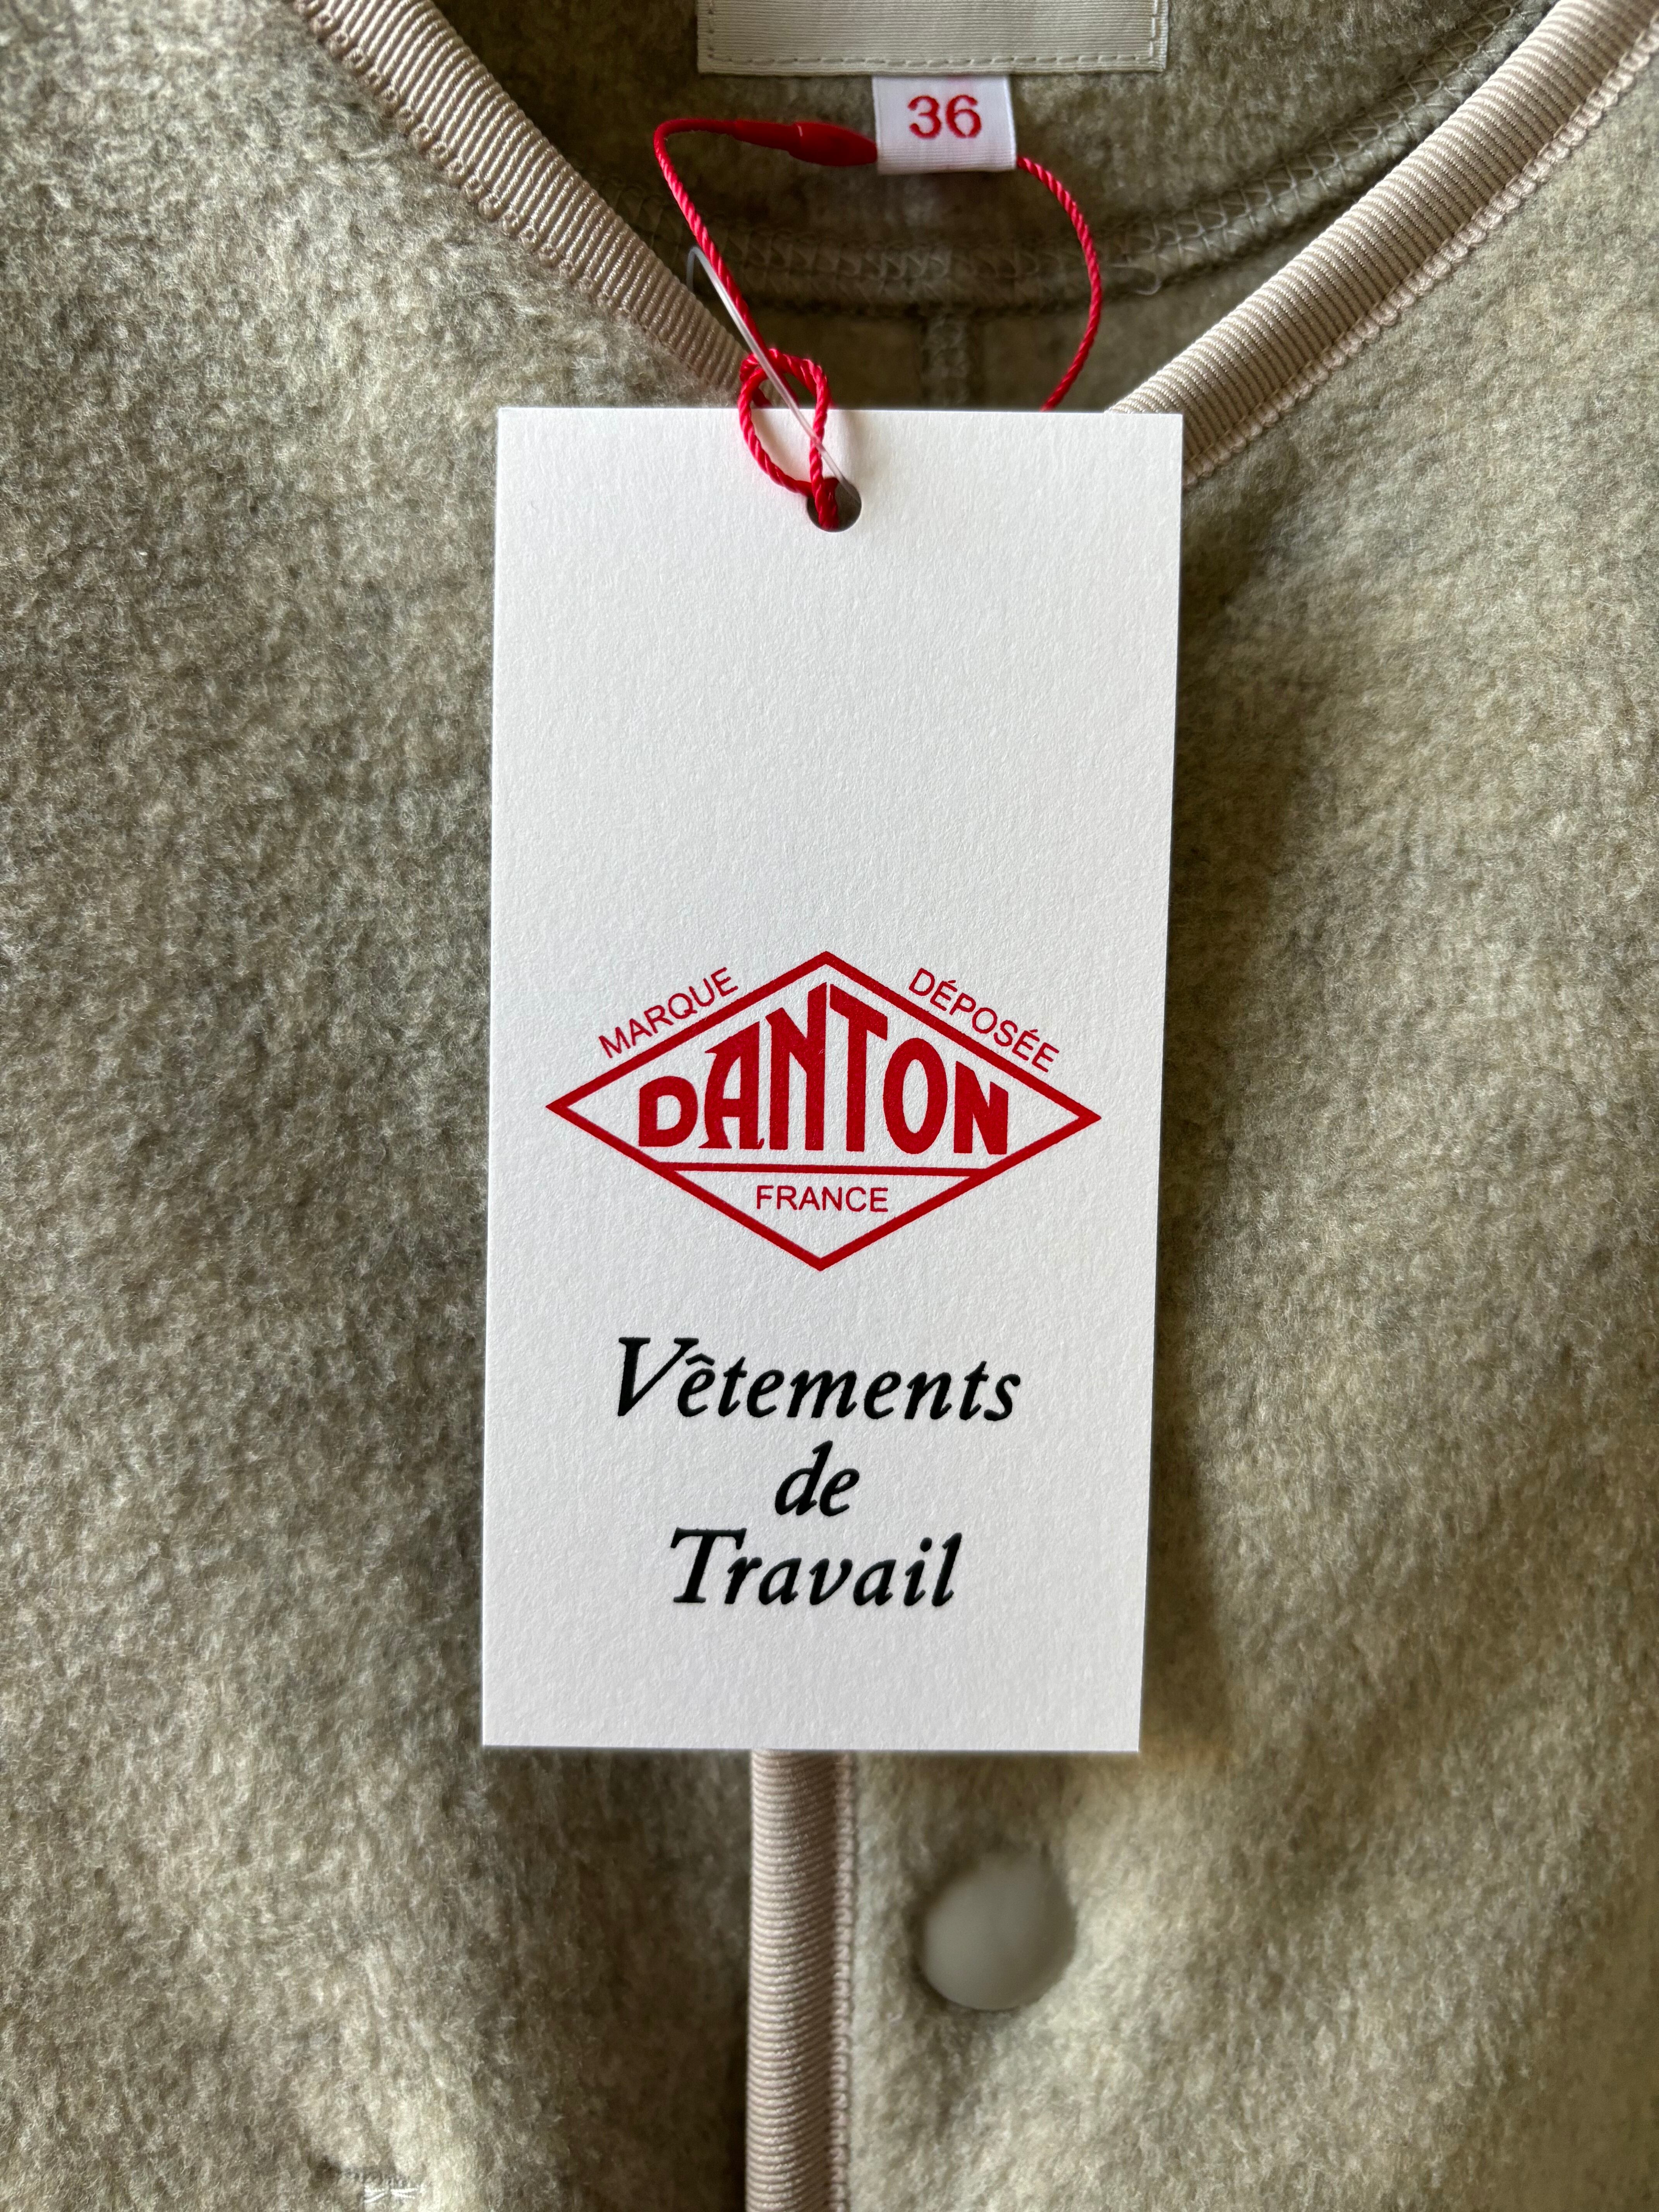 36
MARQUE DÉPOSÉE
DANTON
FRANCE
Vêtements
de
Travail